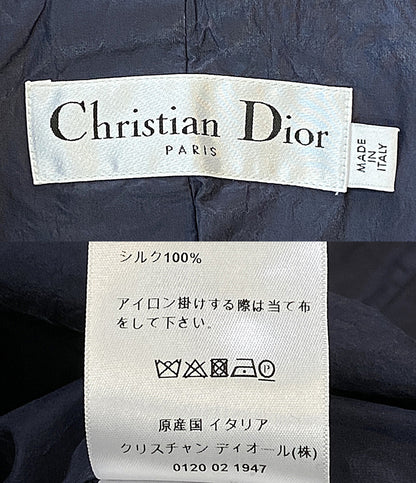 Christian Dior
PARIS
MADE
IN
ITALY
シルク100%
アイロン掛けする際は当て布
をして下さい。
P
原産国 イタリア
クリスチャン ディオール(株)
0120 02 1947